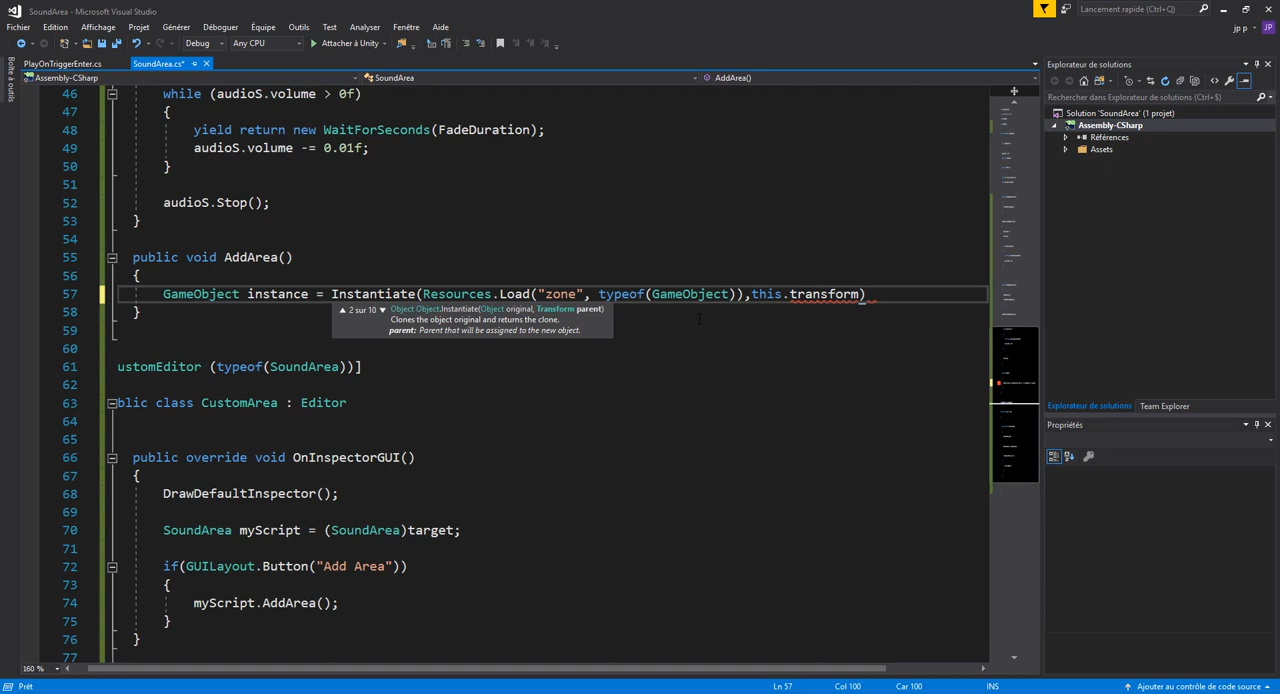 SoundArea - Microsoft Visual Studio
Lancement rapide (Ctrl+Q)
Fichier Edition Affichage Projet Générer Déboguer Équipe Outils Test Analyser Fenêtre Aide
jp p JP
Debug Any CPU Attacher à Unity
Boîte à outils
PlayOnTriggerEnter.cs SoundArea.cs*
Assembly-CSharp SoundArea AddArea()
46 while (audioS.volume > 0f)
47 {
48 yield return new WaitForSeconds(FadeDuration);
49 audioS.volume -= 0.01f;
50 }
51
52 audioS.Stop();
53 }
54
55 public void AddArea()
56 {
57 GameObject instance = Instantiate(Resources.Load("zone", typeof(GameObject)),this.transform)
▲ 2 sur 10 ▼ Object Object.Instantiate(Object original, Transform parent)
Clones the object original and returns the clone.
parent: Parent that will be assigned to the new object.
58 }
59
60
61 ustomEditor (typeof(SoundArea))]
62
63 blic class CustomArea : Editor
64
65
66 public override void OnInspectorGUI()
67 {
68 DrawDefaultInspector();
69
70 SoundArea myScript = (SoundArea)target;
71
72 if(GUILayout.Button("Add Area"))
73 {
74 myScript.AddArea();
75 }
76 }
77
160 %
Explorateur de solutions
Rechercher dans Explorateur de solutions (Ctrl+$)
Solution 'SoundArea' (1 projet)
Assembly-CSharp
Références
Assets
Explorateur de solutions Team Explorer
Propriétés
Prêt Ln 57 Col 100 Car 100 INS Ajouter au contrôle de code source